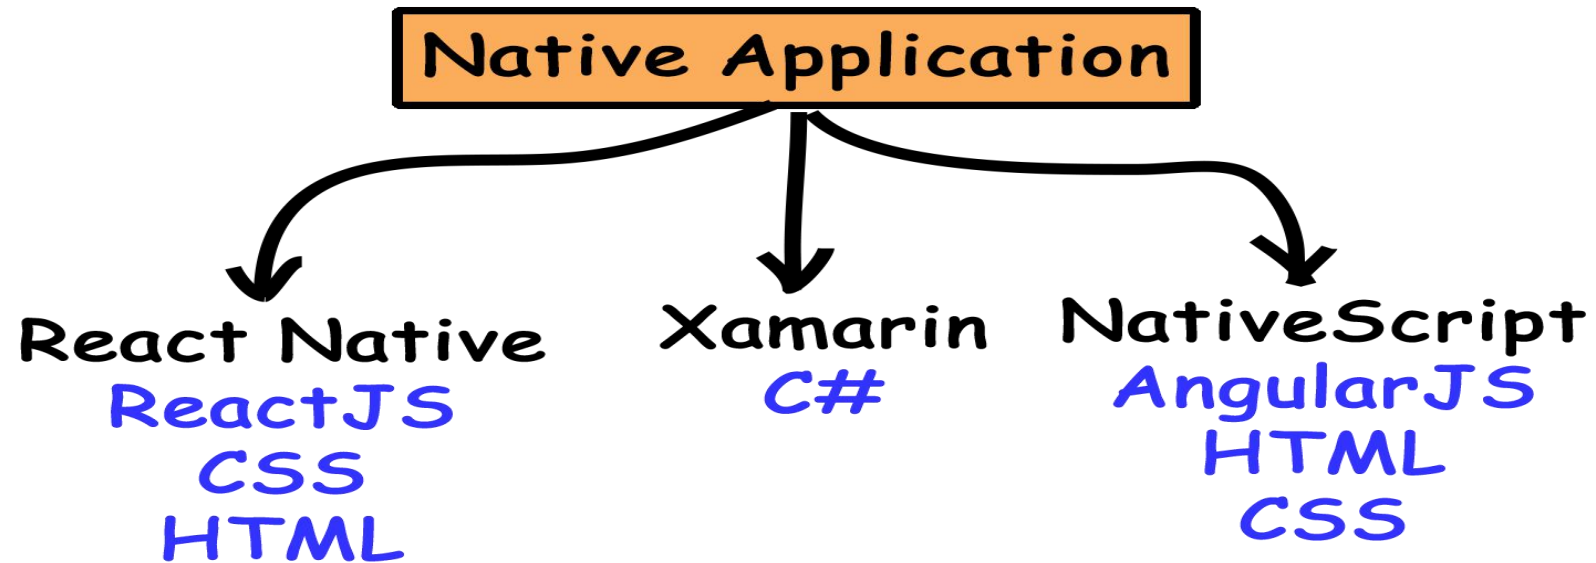 Native Application
React Native
ReactJS
CSS
HTML
Xamarin
C#
NativeScript
AngularJS
HTML
CSS